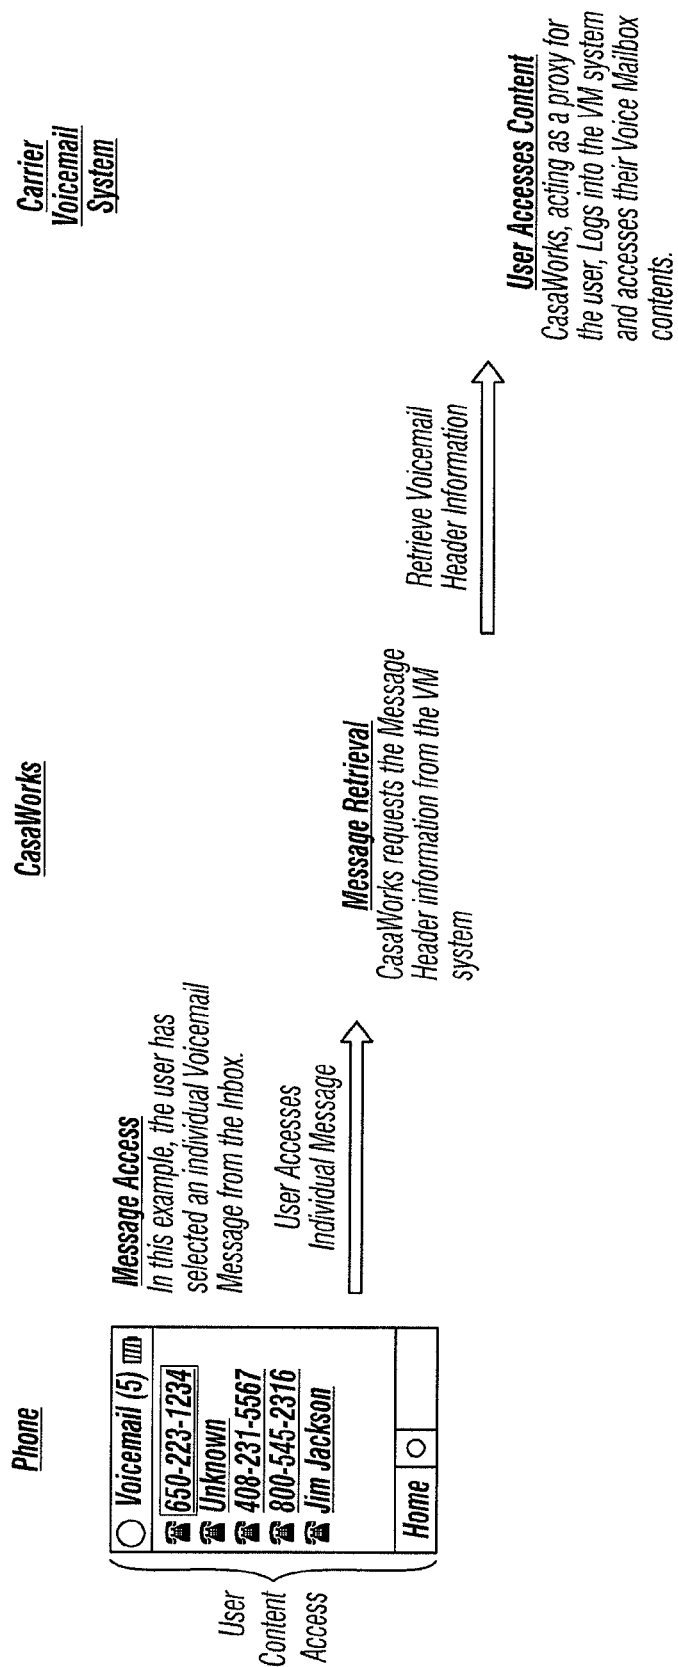 Phone
CasaWorks
Carrier
Voicemail
System
User
Content
Access
Voicemail (5)
650-223-1234
Unknown
408-231-5567
800-545-2316
Jim Jackson
Home
Message Access
In this example, the user has
selected an individual Voicemail
Message from the Inbox.
User Accesses
Individual Message
Message Retrieval
CasaWorks requests the Message
Header information from the VM
system
Retrieve Voicemail
Header Information
User Accesses Content
CasaWorks, acting as a proxy for
the user, Logs into the VM system
and accesses their Voice Mailbox
contents.